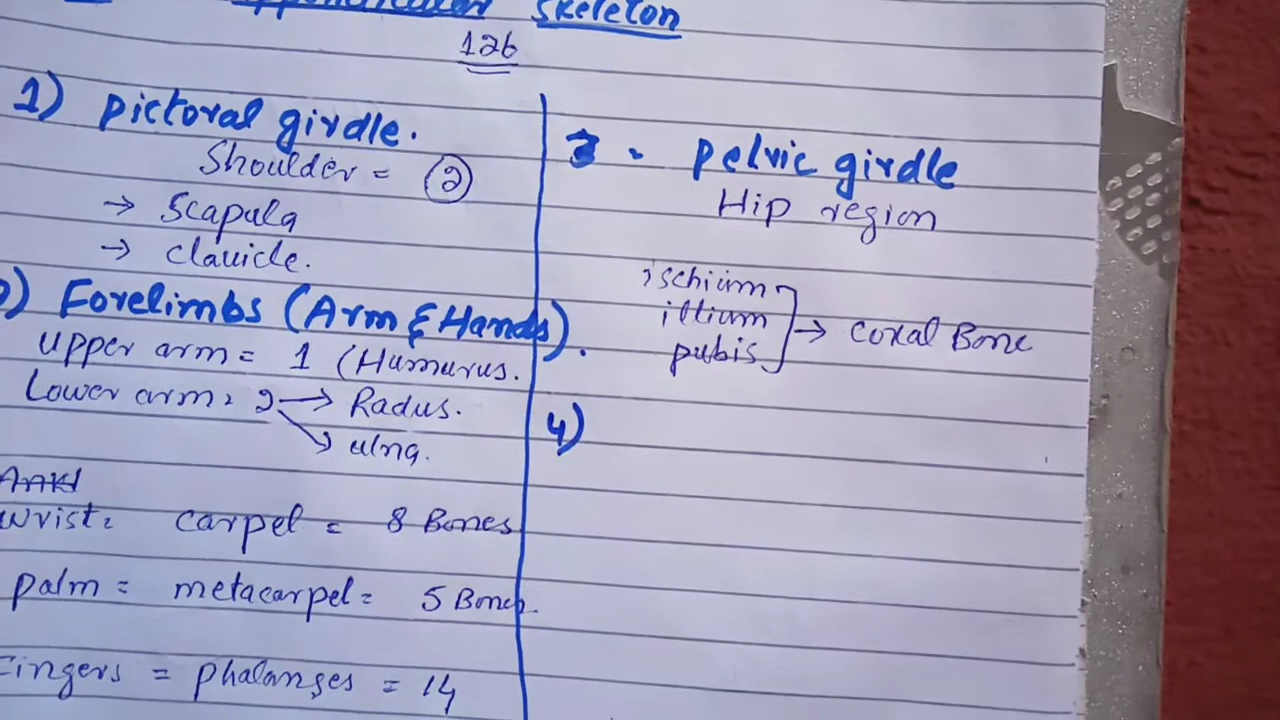 Appendicular Skeleton
126
1) pictoral girdle.
Shoulder = 2
→ Scapula
→ clavicle.
2) Forelimbs (Arm & Hands).
upper arm = 1 (Humurus.
Lower arm = 2 → Radus.
→ ulna.
wrist = carpel = 8 Bones
palm = metacarpel = 5 Bones.
Fingers = phalanges = 14
3. pelvic girdle
Hip region
ischium
illium → coxal Bone
pubis
4)